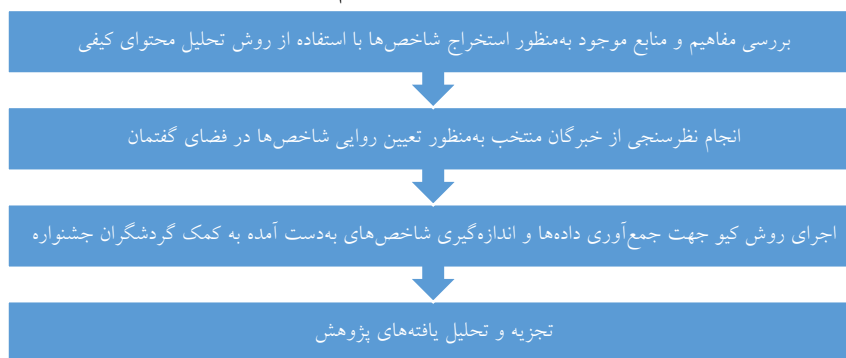 بررسی مفاهیم و منابع موجود به‌منظور استخراج شاخص‌ها با استفاده از روش تحلیل محتوای کیفی
انجام نظرسنجی از خبرگان منتخب به‌منظور تعیین روایی شاخص‌ها در فضای گفتمان
اجرای روش کیو جهت جمع‌آوری داده‌ها و اندازه‌گیری شاخص‌های به‌دست آمده به کمک گردشگران جشنواره
تجزیه و تحلیل یافته‌های پژوهش